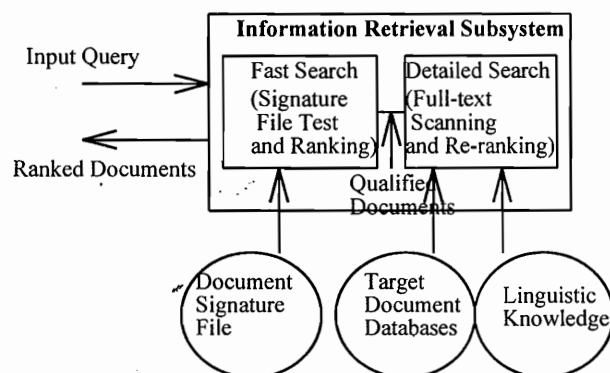 Information Retrieval Subsystem
Input Query
Ranked Documents
Fast Search
(Signature
File Test
and Ranking)
Detailed Search
(Full-text
Scanning
and Re-ranking)
Qualified
Documents
Document
Signature
File
Target
Document
Databases
Linguistic
Knowledge